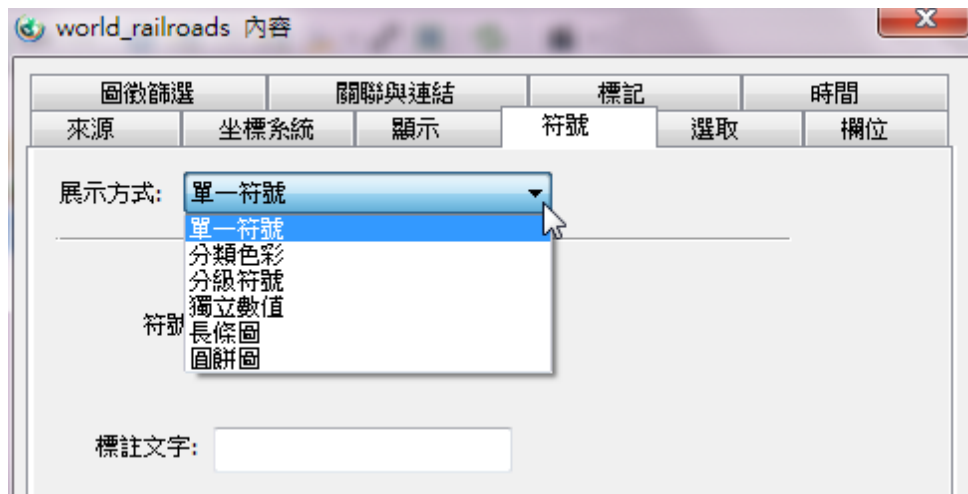 world_railroads 內容
圖徵篩選 關聯與連結 標記 時間
來源 坐標系統 顯示 符號 選取 欄位
展示方式: 單一符號
單一符號
分類色彩
分級符號
獨立數值
符號
長條圖
圓餅圖
標註文字: